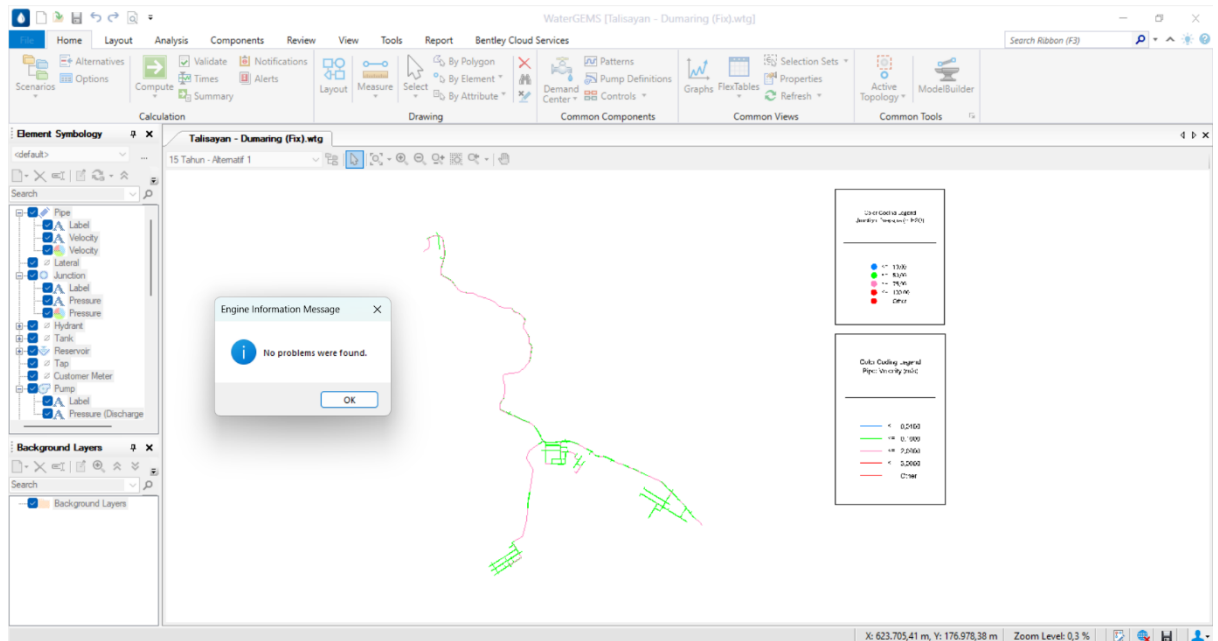 WaterGEMS [Talisayan - Dumaring (Fix).wtg]
File Home Layout Analysis Components Review View Tools Report Bentley Cloud Services
Search Ribbon (F3)
Scenarios
Alternatives
Options
Compute
Validate
Times
Summary
Notifications
Alerts
Calculation
Layout
Measure
Select
By Polygon
By Element
By Attribute
Drawing
Demand Center
Patterns
Pump Definitions
Controls
Common Components
Graphs
FlexTables
Selection Sets
Properties
Refresh
Common Views
Active Topology
ModelBuilder
Common Tools
Element Symbology
<default>
...
Search
Pipe
Label
Velocity
Velocity
Lateral
Junction
Label
Pressure
Pressure
Hydrant
Tank
Reservoir
Tap
Customer Meter
Pump
Label
Pressure (Discharge
Background Layers
Search
Background Layers
Talisayan - Dumaring (Fix).wtg
15 Tahun - Alternatif 1
Engine Information Message
No problems were found.
OK
Color Coding Legend
Color Coding Legend
Pipe: Velocity (m/s)
Other
Other
X: 623.705,41 m, Y: 176.978,38 m
Zoom Level: 0,3 %